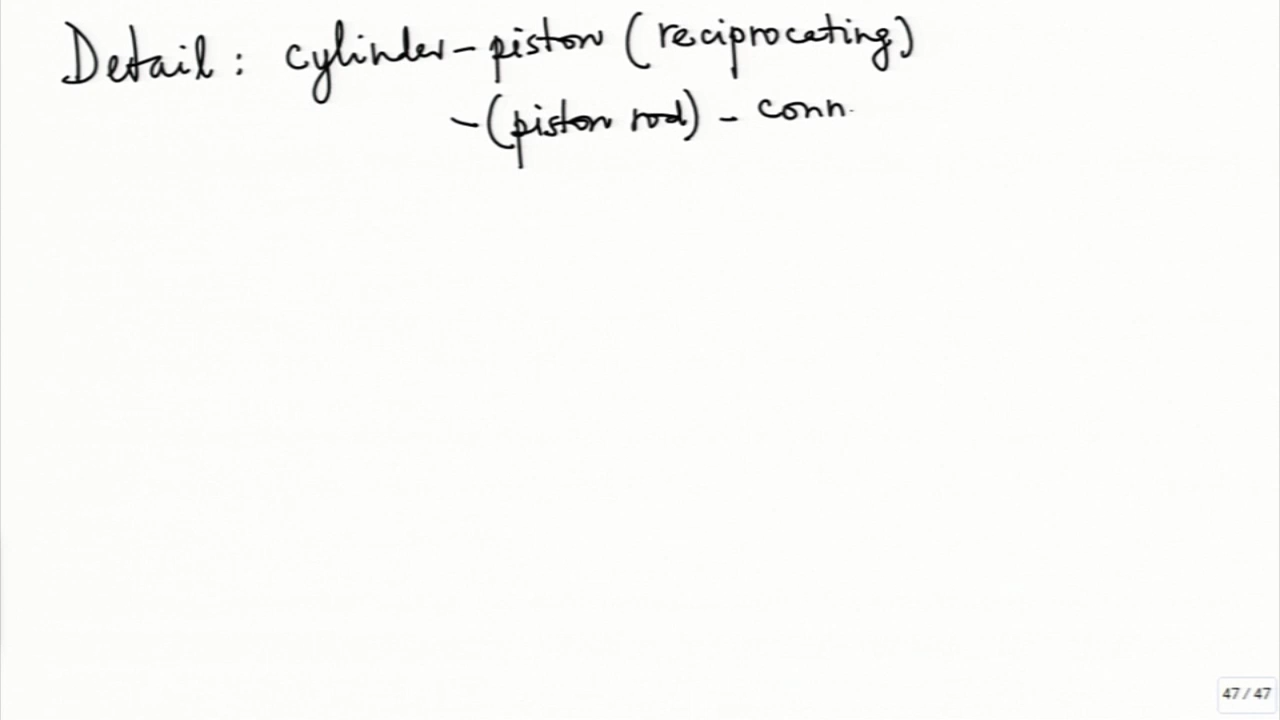 Detail: cylinder-piston (reciprocating)
- (piston rod) - conn.
47 / 47